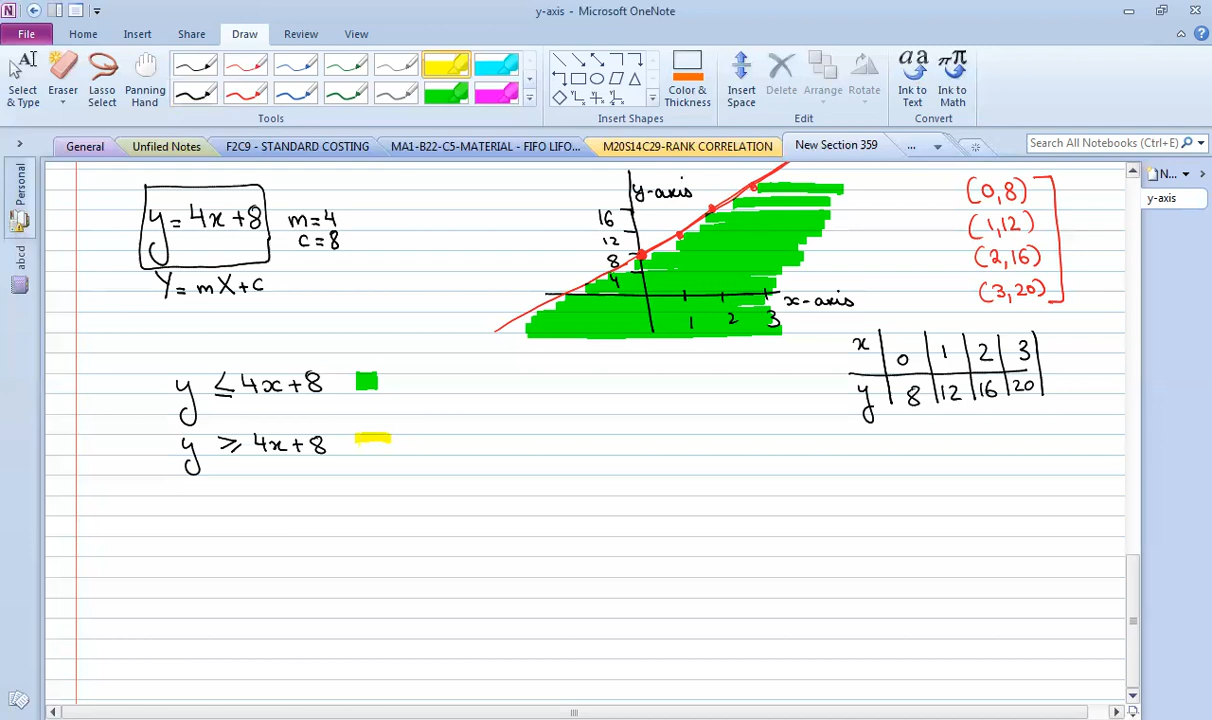 y-axis - Microsoft OneNote
File Home Insert Share Draw Review View
Select & Type
Eraser
Lasso Select
Panning Hand
Color & Thickness
Insert Space
Delete
Arrange
Rotate
Ink to Text
Ink to Math
Tools
Insert Shapes
Edit
Convert
General
Unfiled Notes
F2C9 - STANDARD COSTING
MA1-B22-C5-MATERIAL - FIFO LIFO...
M20S14C29-RANK CORRELATION
New Section 359
...
Search All Notebooks (Ctrl+E)
Personal
abcd
N...
y-axis
y = 4x+8
m=4
c=8
Y = mX+c
y-axis
16
12
8
4
x-axis
1 2 3
(0,8)
(1,12)
(2,16)
(3,20)
x 0 1 2 3
y 8 12 16 20
y ≤ 4x+8
y ≥ 4x+8